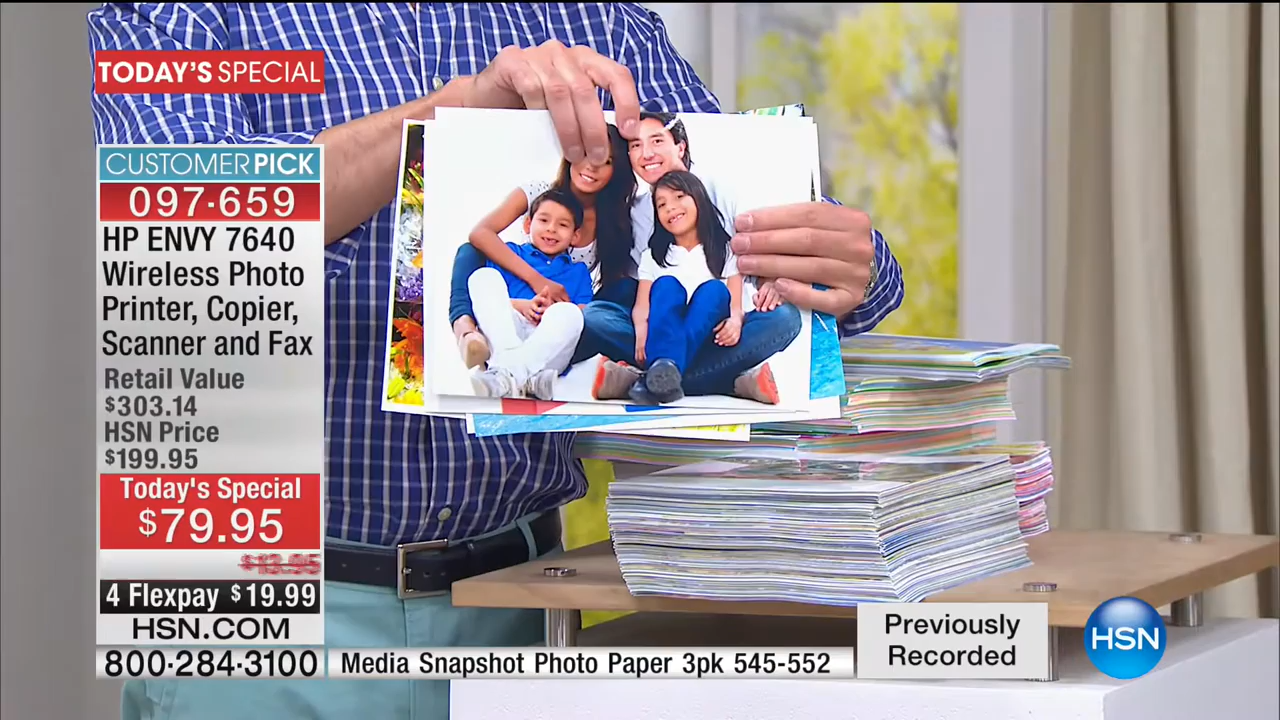 TODAY'S SPECIAL
CUSTOMER PICK
097-659
HP ENVY 7640
Wireless Photo
Printer, Copier,
Scanner and Fax
Retail Value
$303.14
HSN Price
$199.95
Today's Special
$79.95
$13.95
4 Flexpay $19.99
HSN.COM
800-284-3100
Media Snapshot Photo Paper 3pk 545-552
Previously
Recorded
HSN